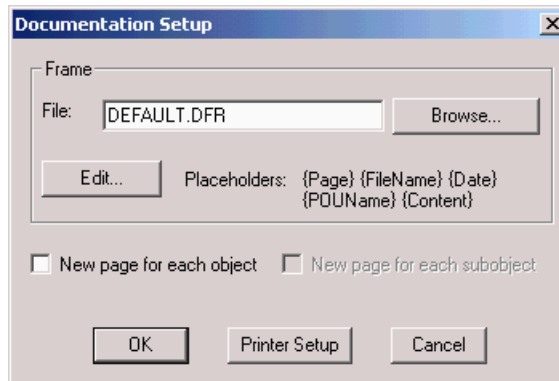 Documentation Setup
Frame
File: DEFAULT.DFR Browse...
Edit... Placeholders: {Page} {FileName} {Date}
{POUName} {Content}
New page for each object New page for each subobject
OK Printer Setup Cancel